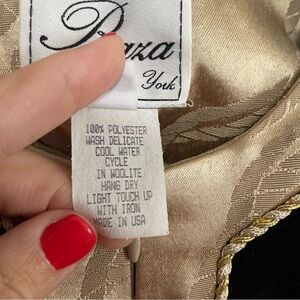 York
100% POLYESTER
WASH DELICATE
COOL WATER
CYCLE
IN WOOLITE
HANG DRY
LIGHT TOUCH UP
WITH IRON
MADE IN USA